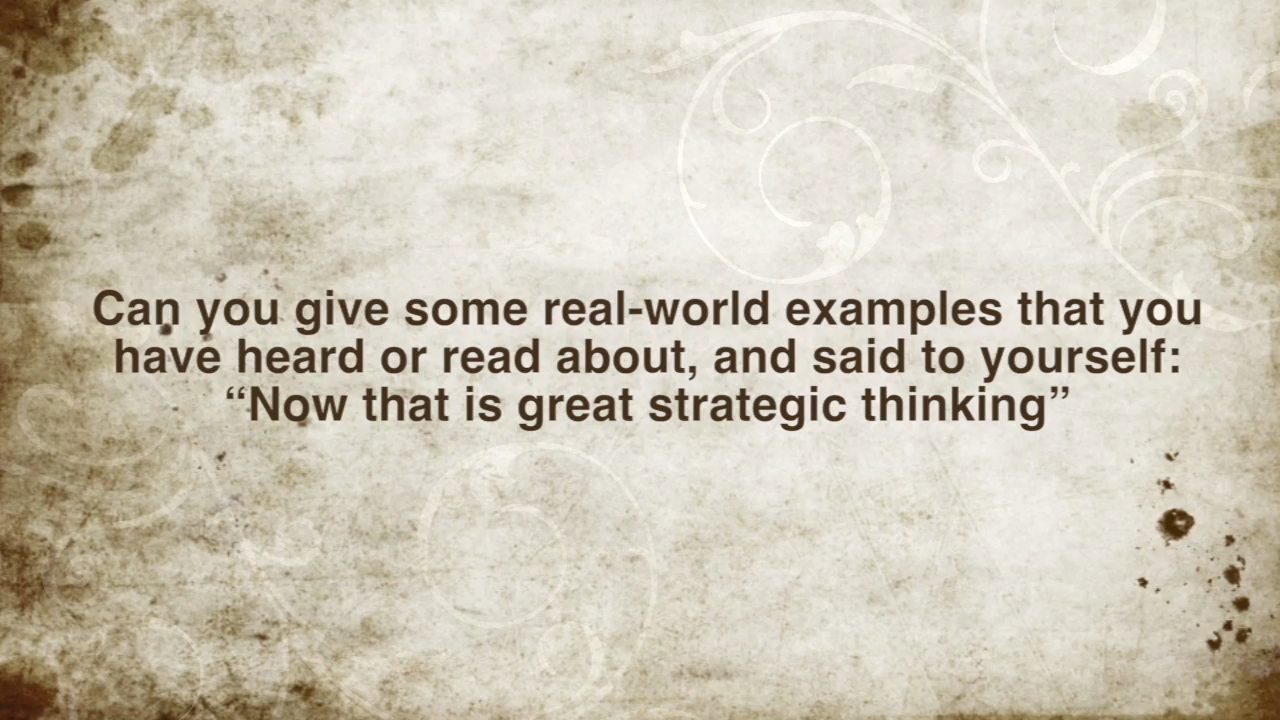 Can you give some real-world examples that you
have heard or read about, and said to yourself:
“Now that is great strategic thinking”